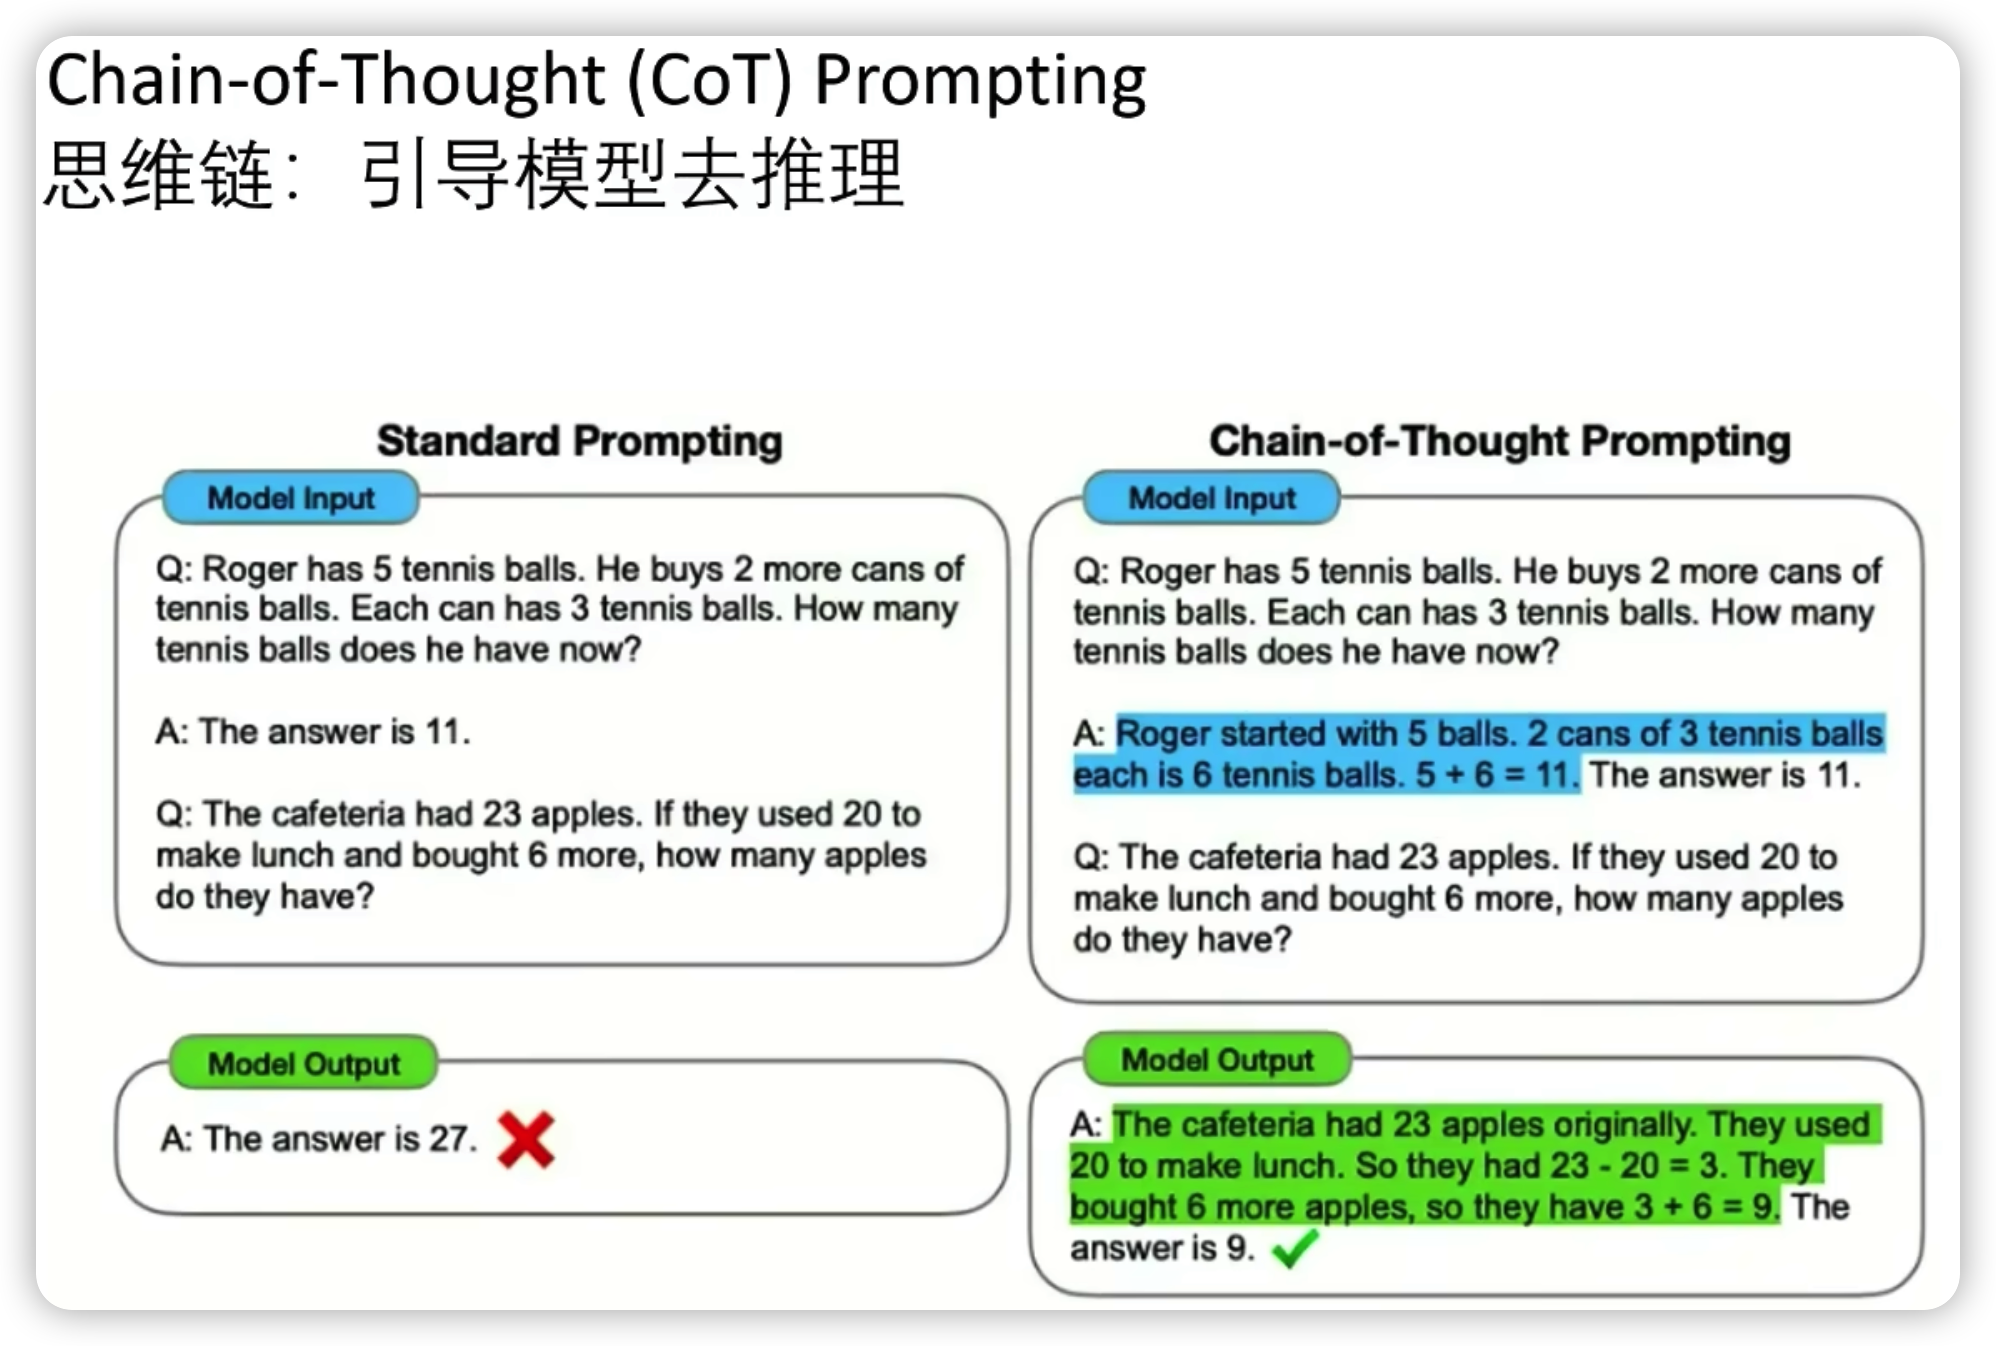 Chain-of-Thought (CoT) Prompting
思维链： 引导模型去推理
Standard Prompting
Model Input
Q: Roger has 5 tennis balls. He buys 2 more cans of
tennis balls. Each can has 3 tennis balls. How many
tennis balls does he have now?
A: The answer is 11.
Q: The cafeteria had 23 apples. If they used 20 to
make lunch and bought 6 more, how many apples
do they have?
Model Output
A: The answer is 27.
Chain-of-Thought Prompting
Model Input
Q: Roger has 5 tennis balls. He buys 2 more cans of
tennis balls. Each can has 3 tennis balls. How many
tennis balls does he have now?
A: Roger started with 5 balls. 2 cans of 3 tennis balls
each is 6 tennis balls. 5 + 6 = 11. The answer is 11.
Q: The cafeteria had 23 apples. If they used 20 to
make lunch and bought 6 more, how many apples
do they have?
Model Output
A: The cafeteria had 23 apples originally. They used
20 to make lunch. So they had 23 - 20 = 3. They
bought 6 more apples, so they have 3 + 6 = 9. The
answer is 9.